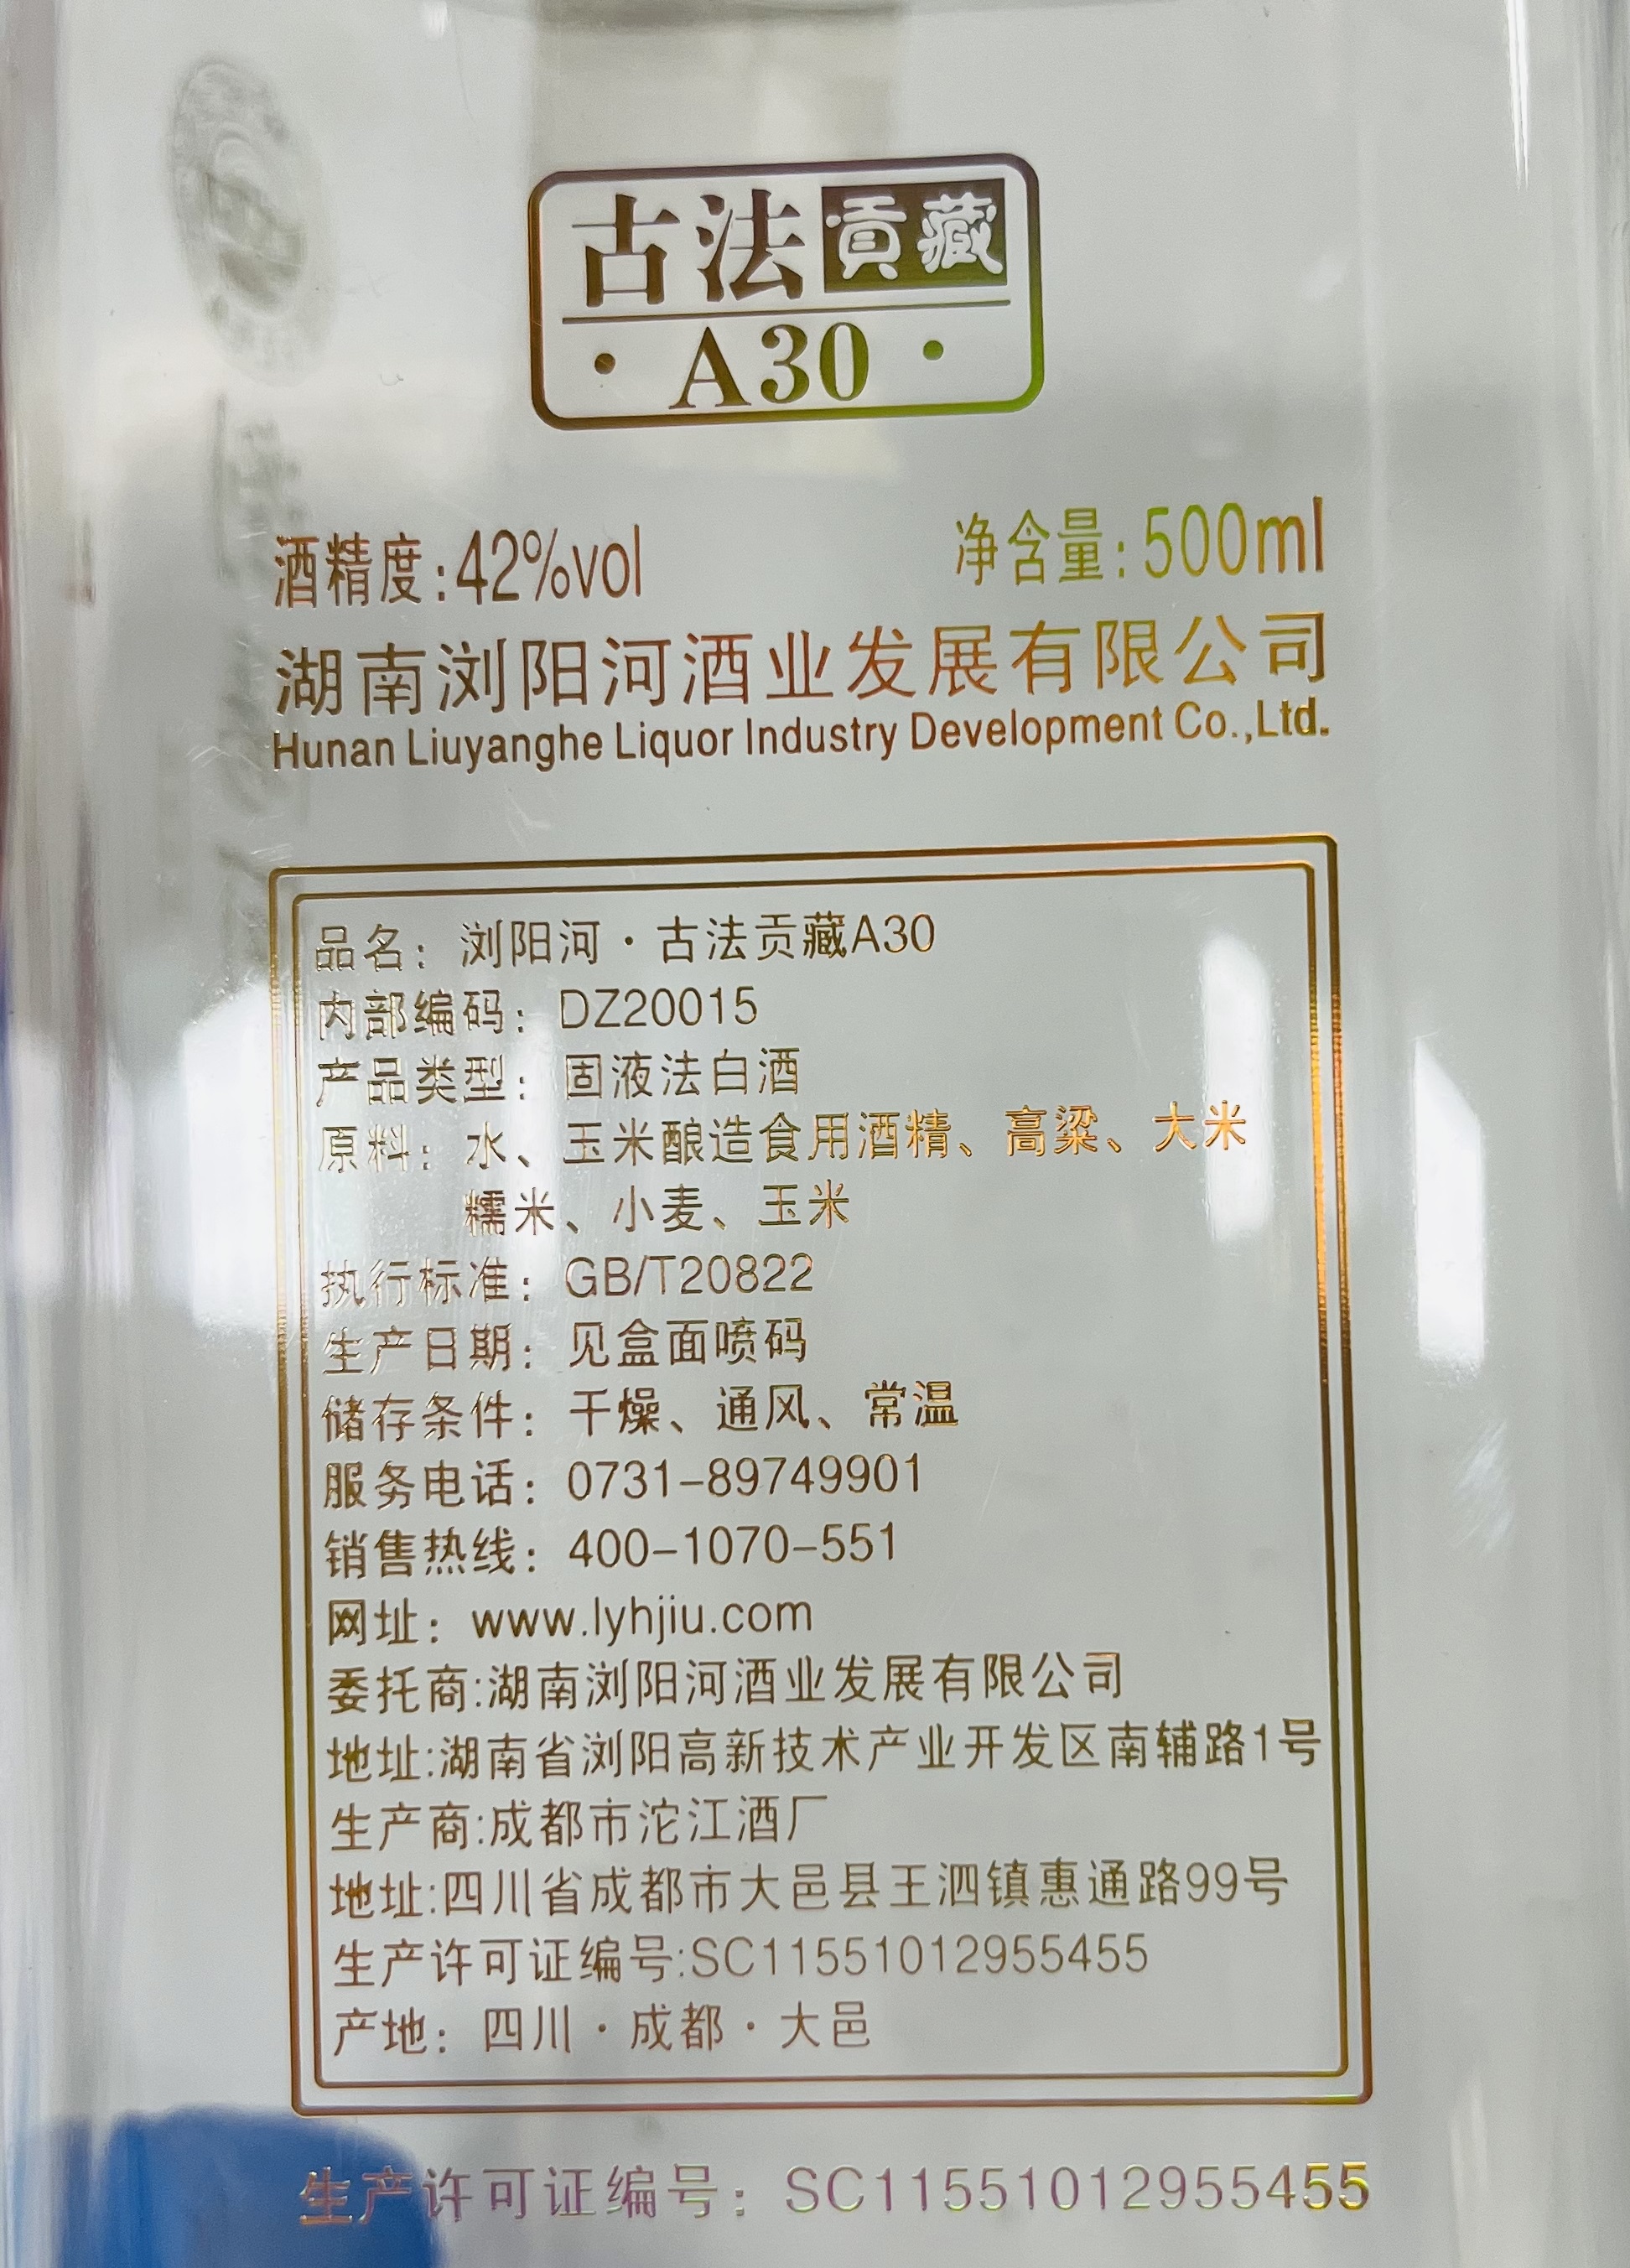 古法贡藏
·A30·
酒精度:42%vol 净含量:500ml
湖南浏阳河酒业发展有限公司
Hunan Liuyanghe Liquor Industry Development Co.,Ltd.
品名：浏阳河·古法贡藏A30
内部编码：DZ20015
产品类型：固液法白酒
原料：水、玉米酿造食用酒精、高粱、大米
糯米、小麦、玉米
执行标准：GB/T20822
生产日期：见盒面喷码
储存条件：干燥、通风、常温
服务电话：0731-89749901
销售热线：400-1070-551
网址：www.lyhjiu.com
委托商:湖南浏阳河酒业发展有限公司
地址:湖南省浏阳高新技术产业开发区南辅路1号
生产商:成都市沱江酒厂
地址:四川省成都市大邑县王泗镇惠通路99号
生产许可证编号:SC11551012955455
产地：四川·成都·大邑
生产许可证编号：SC11551012955455